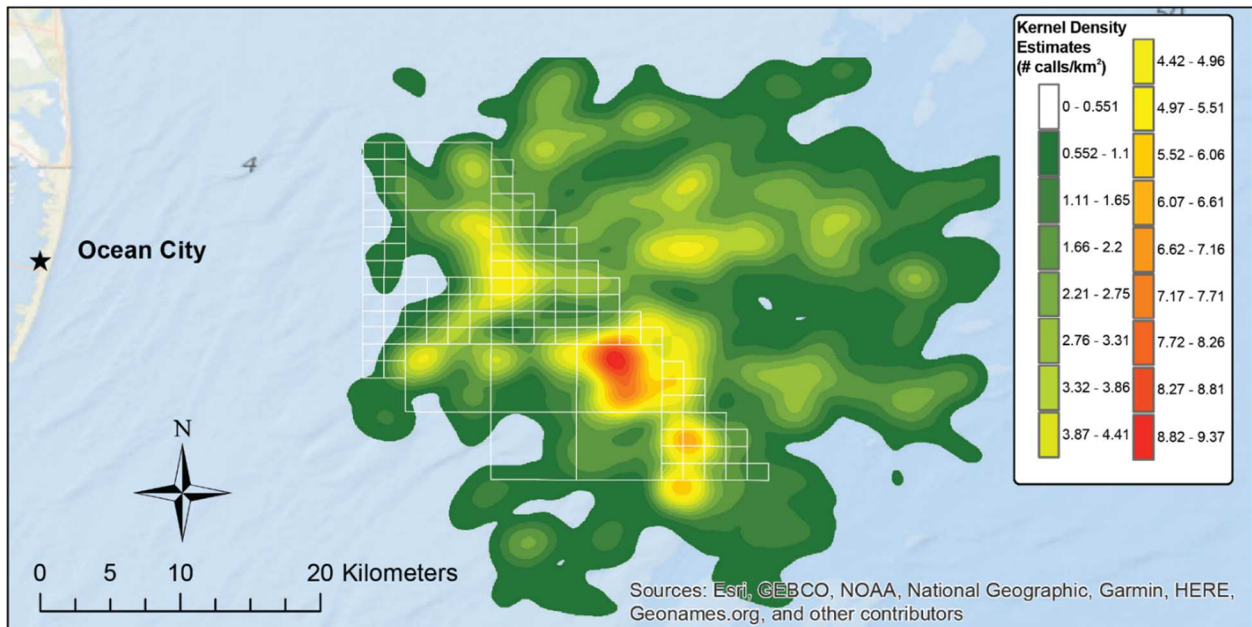 Kernel Density
Estimates
(# calls/km²)
0 - 0.551
0.552 - 1.1
1.11 - 1.65
1.66 - 2.2
2.21 - 2.75
2.76 - 3.31
3.32 - 3.86
3.87 - 4.41
4.42 - 4.96
4.97 - 5.51
5.52 - 6.06
6.07 - 6.61
6.62 - 7.16
7.17 - 7.71
7.72 - 8.26
8.27 - 8.81
8.82 - 9.37
4
Ocean City
N
0 5 10 20 Kilometers
Sources: Esri, GEBCO, NOAA, National Geographic, Garmin, HERE,
Geonames.org, and other contributors